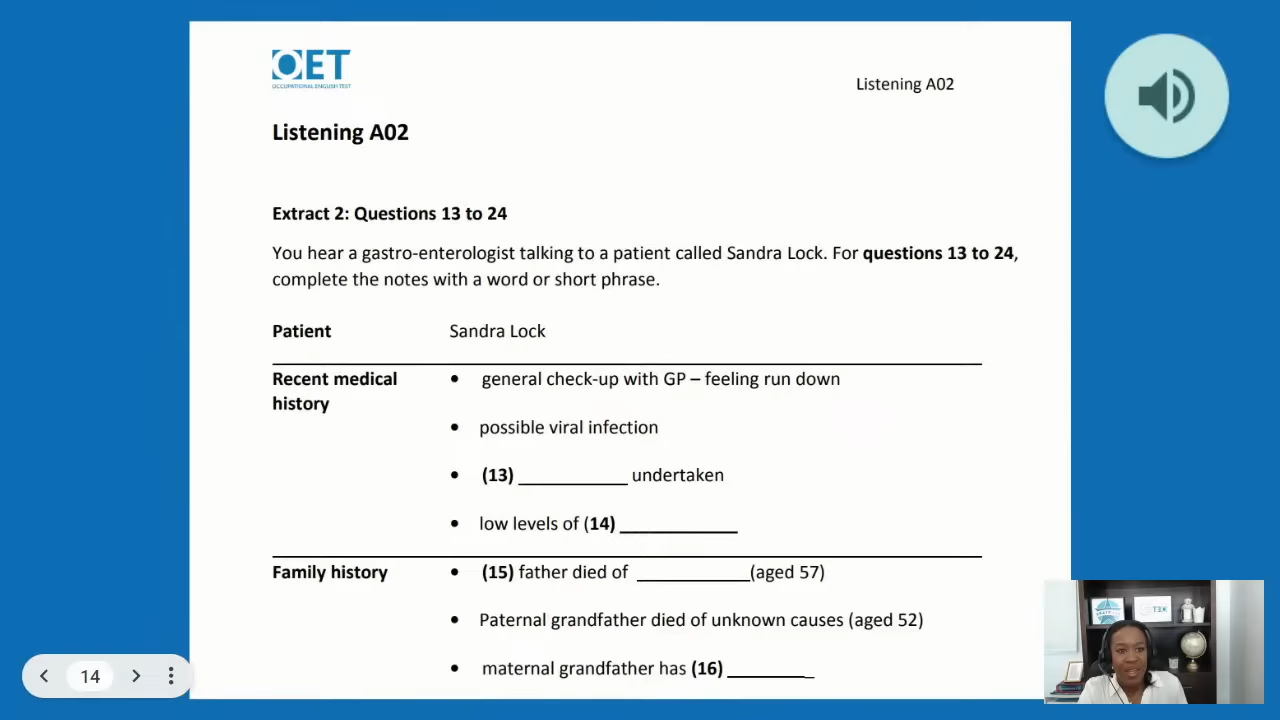 OET
OCCUPATIONAL ENGLISH TEST
Listening A02
Listening A02
Extract 2: Questions 13 to 24
You hear a gastro-enterologist talking to a patient called Sandra Lock. For questions 13 to 24,
complete the notes with a word or short phrase.
Patient Sandra Lock
Recent medical • general check-up with GP – feeling run down
history
• possible viral infection
• (13) ____________ undertaken
• low levels of (14) _____________
Family history • (15) father died of ____________(aged 57)
• Paternal grandfather died of unknown causes (aged 52)
• maternal grandfather has (16) _________
14